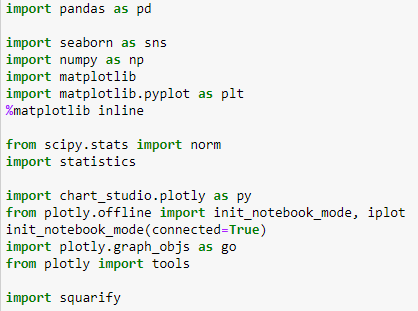 import pandas as pd
import seaborn as sns
import numpy as np
import matplotlib
import matplotlib.pyplot as plt
%matplotlib inline
from scipy.stats import norm
import statistics
import chart_studio.plotly as py
from plotly.offline import init_notebook_mode, iplot
init_notebook_mode(connected=True)
import plotly.graph_objs as go
from plotly import tools
import squarify